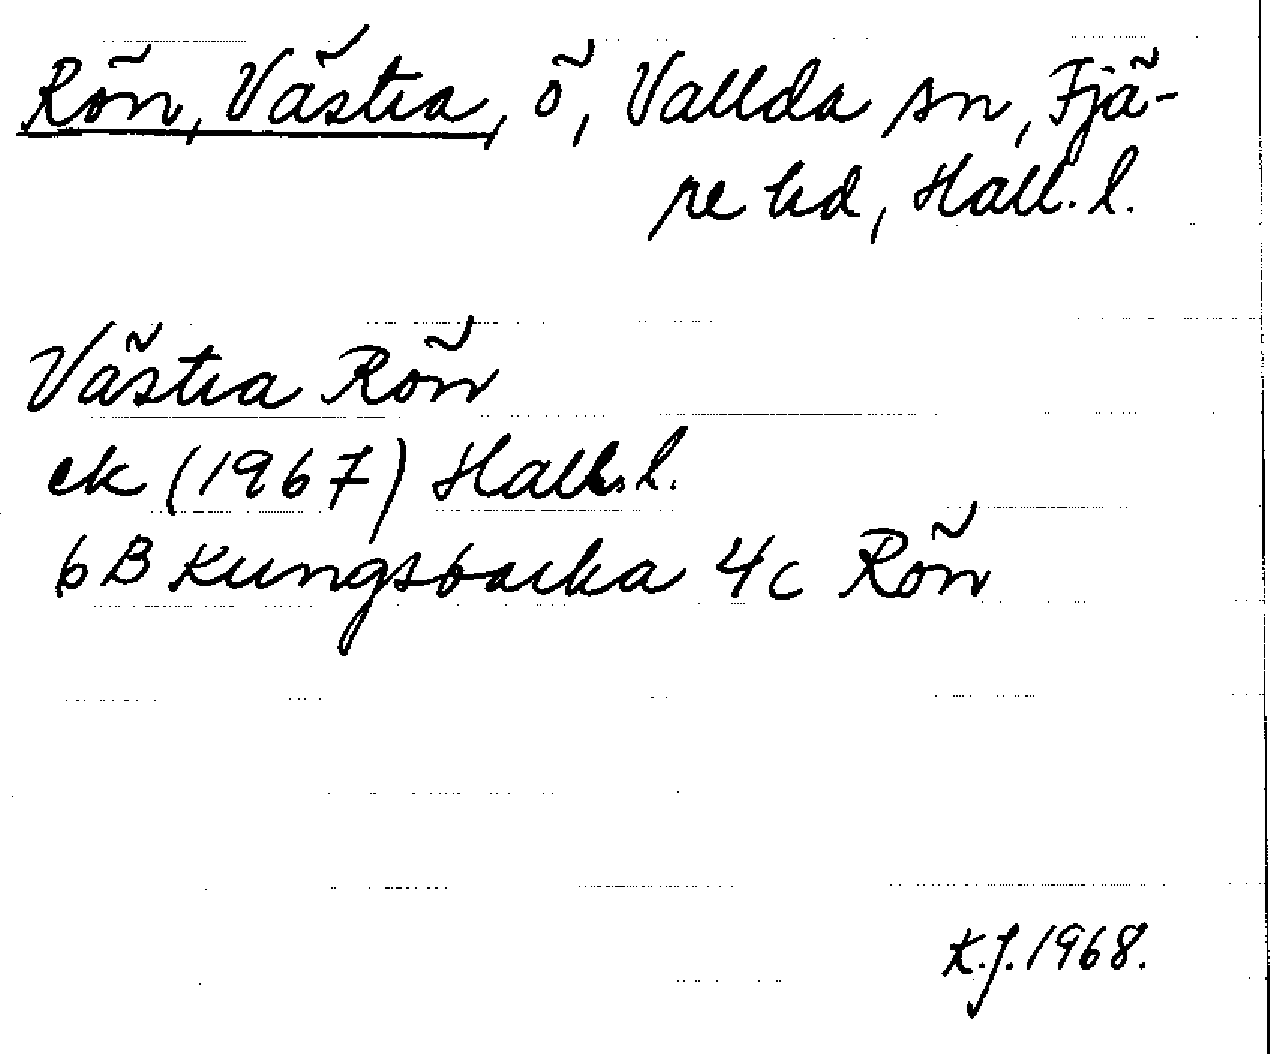 Rön, Västra, ö, Vallda sn, Fjä-
re hd, Hall. l.
Västra Rön
ek (1967) Hall. l.
6B Kungsbacka 4c Rön
K.J. 1968.